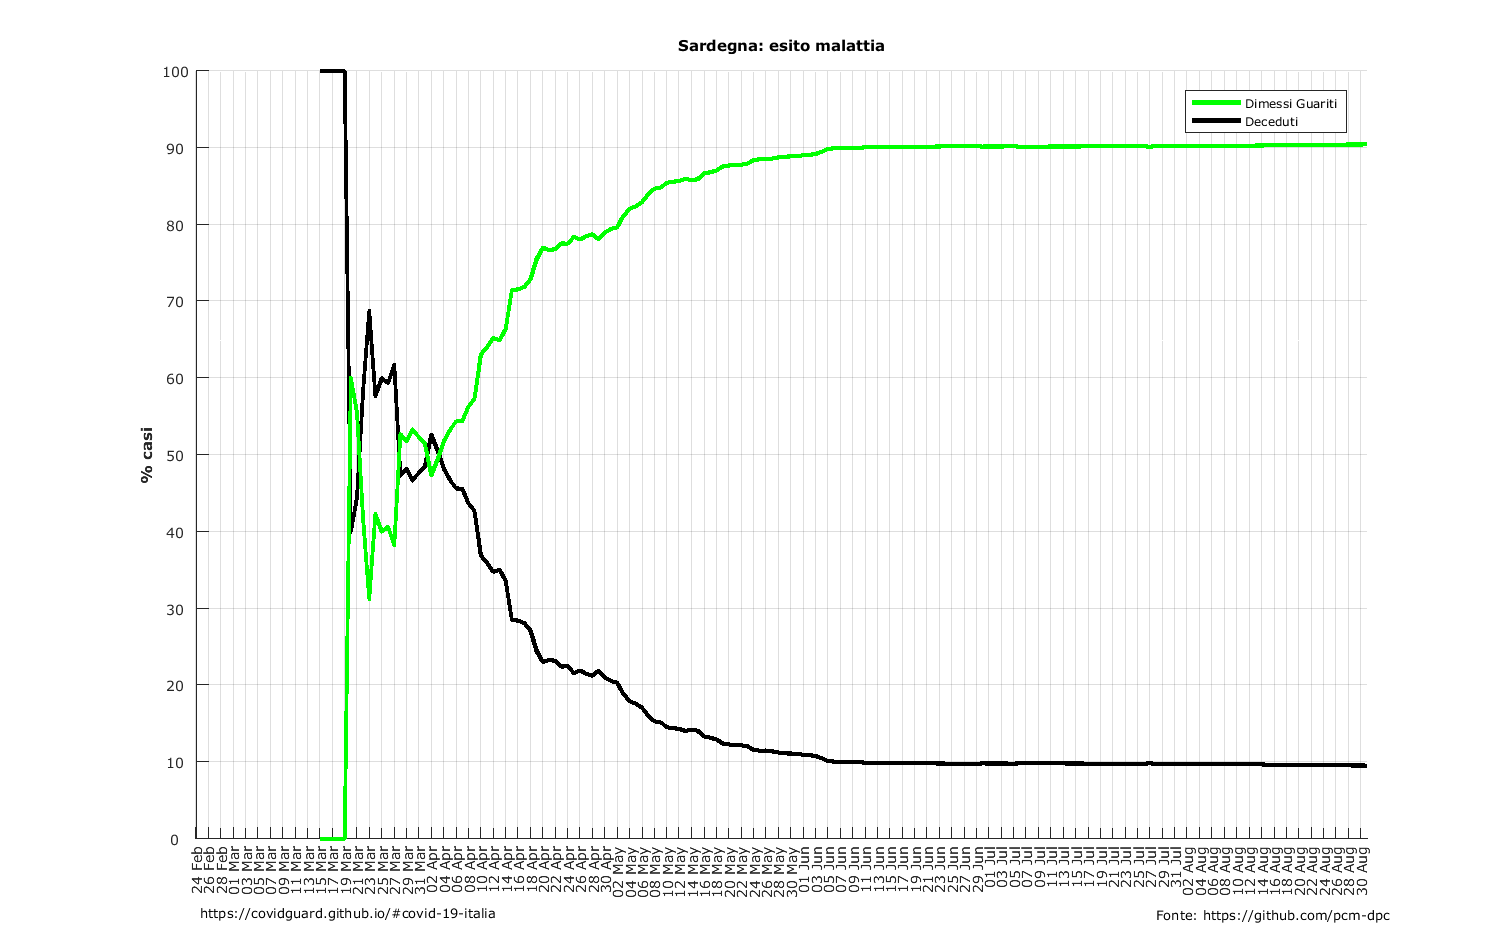 Sardegna: esito malattia
100
90
80
70
60
50
40
30
20
10
0
% casi
Dimessi Guariti
Deceduti
24 Feb
26 Feb
28 Feb
01 Mar
03 Mar
05 Mar
07 Mar
09 Mar
11 Mar
13 Mar
15 Mar
17 Mar
19 Mar
21 Mar
23 Mar
25 Mar
27 Mar
29 Mar
31 Mar
02 Apr
04 Apr
06 Apr
08 Apr
10 Apr
12 Apr
14 Apr
16 Apr
18 Apr
20 Apr
22 Apr
24 Apr
26 Apr
28 Apr
30 Apr
02 May
04 May
06 May
08 May
10 May
12 May
14 May
16 May
18 May
20 May
22 May
24 May
26 May
28 May
30 May
01 Jun
03 Jun
05 Jun
07 Jun
09 Jun
11 Jun
13 Jun
15 Jun
17 Jun
19 Jun
21 Jun
23 Jun
25 Jun
27 Jun
29 Jun
01 Jul
03 Jul
05 Jul
07 Jul
09 Jul
11 Jul
13 Jul
15 Jul
17 Jul
19 Jul
21 Jul
23 Jul
25 Jul
27 Jul
29 Jul
31 Jul
02 Aug
04 Aug
06 Aug
08 Aug
10 Aug
12 Aug
14 Aug
16 Aug
18 Aug
20 Aug
22 Aug
24 Aug
26 Aug
28 Aug
30 Aug
https://covidguard.github.io/#covid-19-italia
Fonte: https://github.com/pcm-dpc